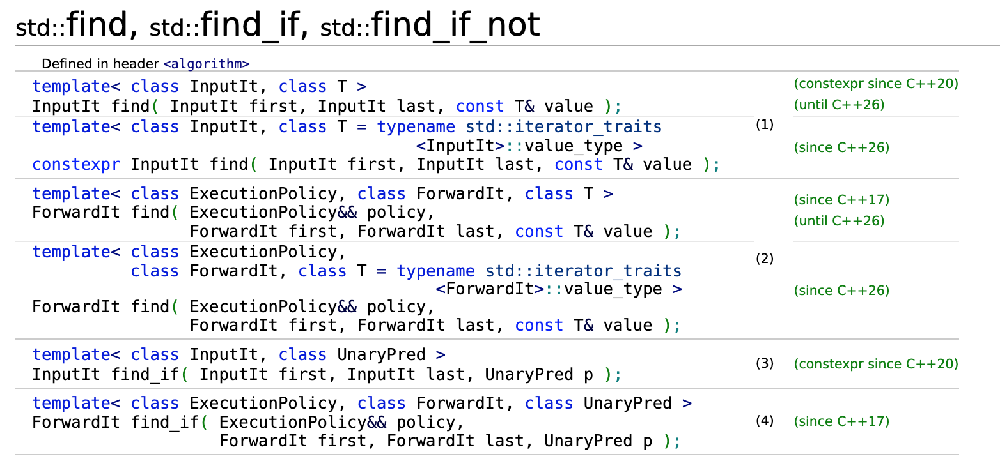 std::find, std::find_if, std::find_if_not
Defined in header <algorithm>
template< class InputIt, class T >
InputIt find( InputIt first, InputIt last, const T& value );
(constexpr since C++20)
(until C++26)
template< class InputIt, class T = typename std::iterator_traits
<InputIt>::value_type >
constexpr InputIt find( InputIt first, InputIt last, const T& value );
(1)
(since C++26)
template< class ExecutionPolicy, class ForwardIt, class T >
ForwardIt find( ExecutionPolicy&& policy,
ForwardIt first, ForwardIt last, const T& value );
(since C++17)
(until C++26)
template< class ExecutionPolicy,
class ForwardIt, class T = typename std::iterator_traits
<ForwardIt>::value_type >
ForwardIt find( ExecutionPolicy&& policy,
ForwardIt first, ForwardIt last, const T& value );
(2)
(since C++26)
template< class InputIt, class UnaryPred >
InputIt find_if( InputIt first, InputIt last, UnaryPred p );
(3)
(constexpr since C++20)
template< class ExecutionPolicy, class ForwardIt, class UnaryPred >
ForwardIt find_if( ExecutionPolicy&& policy,
ForwardIt first, ForwardIt last, UnaryPred p );
(4)
(since C++17)